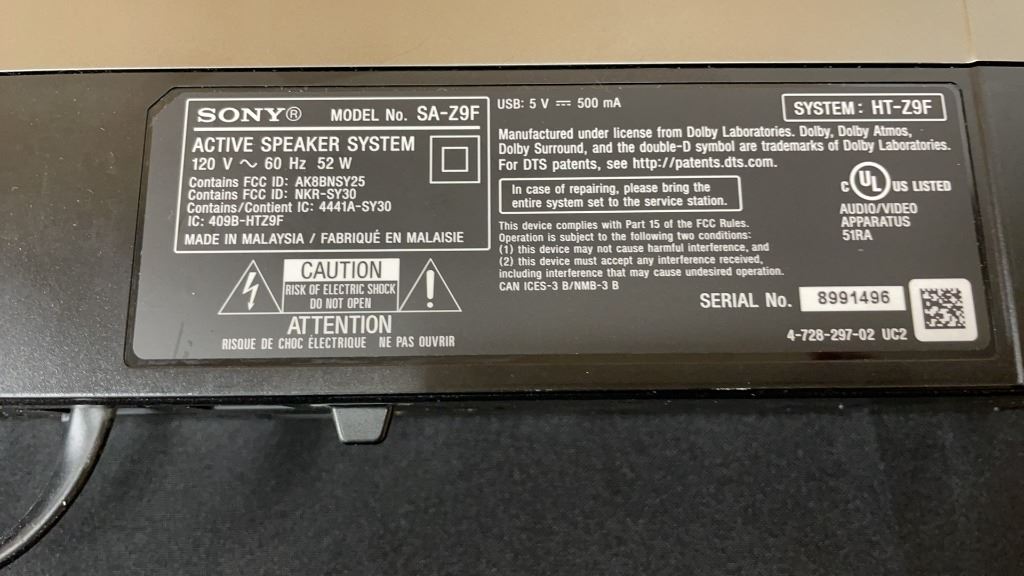 SONY® MODEL No. SA-Z9F
ACTIVE SPEAKER SYSTEM
120 V ~ 60 Hz 52 W
Contains FCC ID: AK8BNSY25
Contains FCC ID: NKR-SY30
Contains/Contient IC: 4441A-SY30
IC: 409B-HTZ9F
MADE IN MALAYSIA / FABRIQUÉ EN MALAISIE
CAUTION
RISK OF ELECTRIC SHOCK
DO NOT OPEN
ATTENTION
RISQUE DE CHOC ÉLECTRIQUE NE PAS OUVRIR
USB: 5 V ⎓ 500 mA
SYSTEM: HT-Z9F
Manufactured under license from Dolby Laboratories. Dolby, Dolby Atmos,
Dolby Surround, and the double-D symbol are trademarks of Dolby Laboratories.
For DTS patents, see http://patents.dts.com.
In case of repairing, please bring the
entire system set to the service station.
C UL US LISTED
AUDIO/VIDEO
APPARATUS
51RA
This device complies with Part 15 of the FCC Rules.
Operation is subject to the following two conditions:
(1) this device may not cause harmful interference, and
(2) this device must accept any interference received,
including interference that may cause undesired operation.
CAN ICES-3 B/NMB-3 B
SERIAL No. 8991496
4-728-297-02 UC2